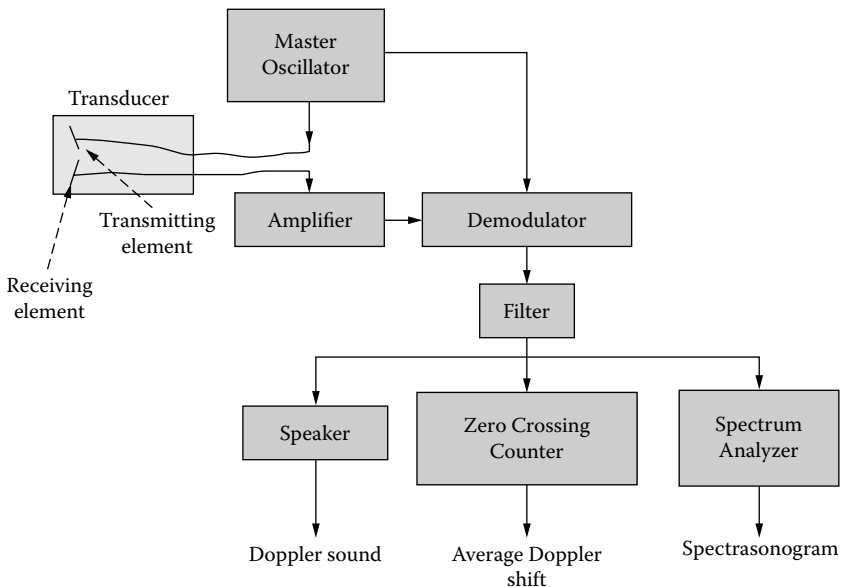 Master
Oscillator
Transducer
Transmitting
element
Receiving
element
Amplifier
Demodulator
Filter
Speaker
Zero Crossing
Counter
Spectrum
Analyzer
Doppler sound
Average Doppler
shift
Spectrasonogram